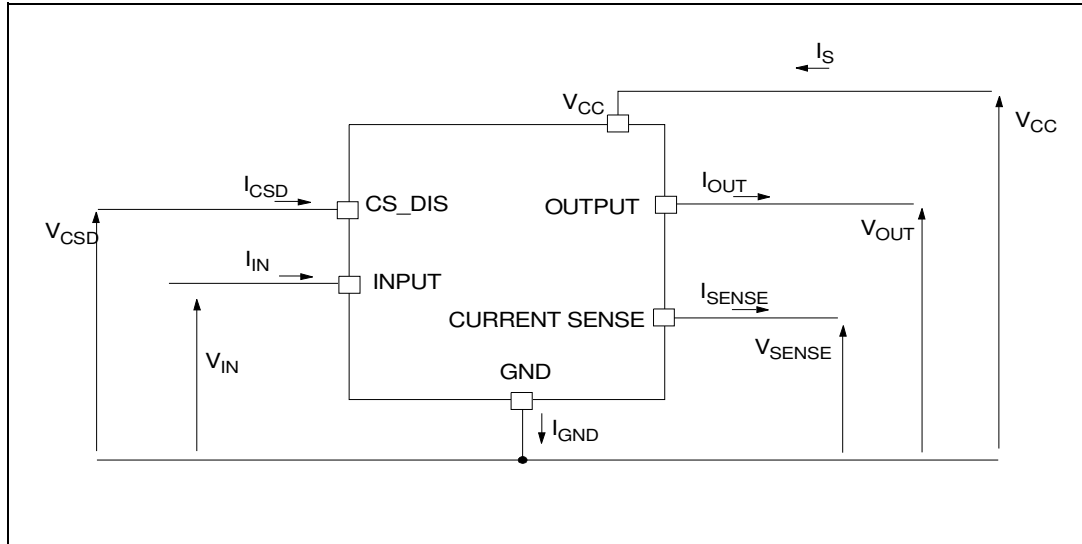 I_S
V_CC
V_CC
I_CSD
CS_DIS
I_OUT
OUTPUT
V_CSD
V_OUT
I_IN
INPUT
I_SENSE
CURRENT SENSE
V_IN
V_SENSE
GND
I_GND